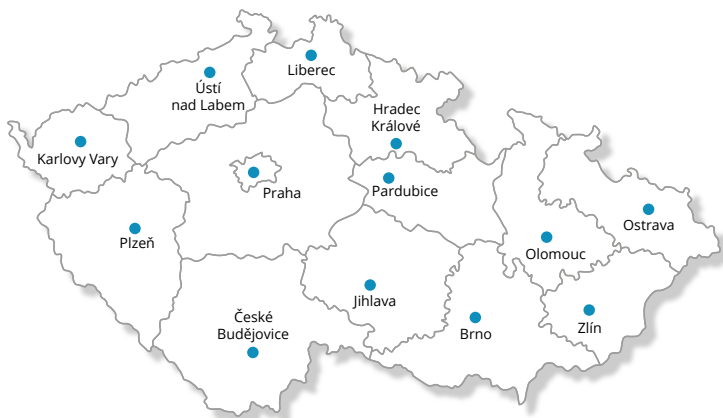 Liberec
Ústí
nad Labem
Hradec
Králové
Karlovy Vary
Praha
Pardubice
Ostrava
Plzeň
Olomouc
Jihlava
České
Budějovice
Brno
Zlín